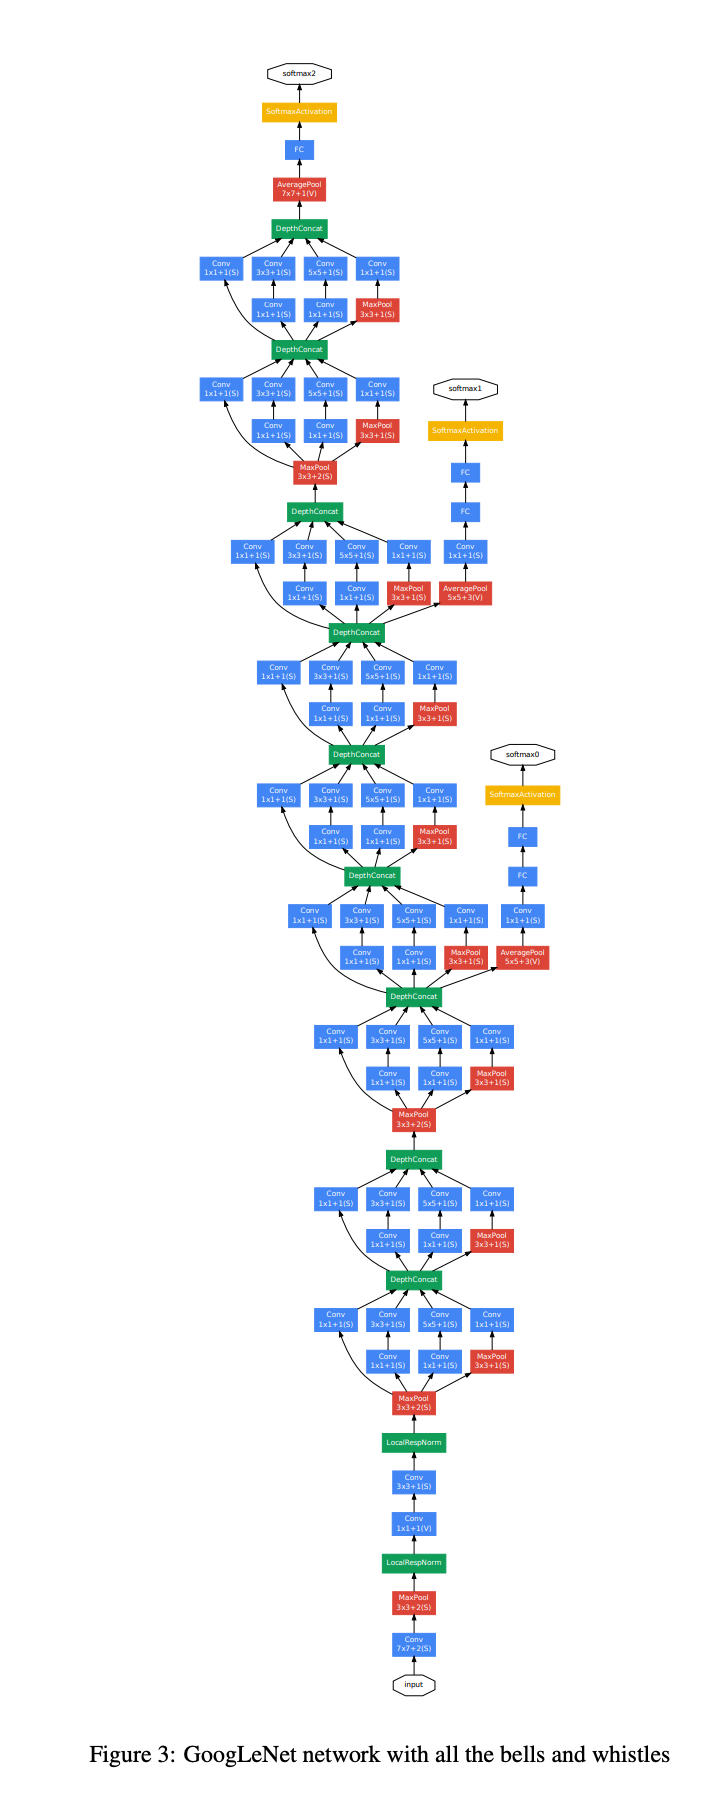 softmax2
SoftmaxActivation
FC
AveragePool
7x7+1(V)
DepthConcat
Conv Conv Conv Conv
1x1+1(S) 3x3+1(S) 5x5+1(S) 1x1+1(S)
Conv Conv MaxPool
1x1+1(S) 1x1+1(S) 3x3+1(S)
DepthConcat
Conv Conv Conv Conv
1x1+1(S) 3x3+1(S) 5x5+1(S) 1x1+1(S)
softmax1
Conv Conv MaxPool
1x1+1(S) 1x1+1(S) 3x3+1(S)
SoftmaxActivation
MaxPool
3x3+2(S)
FC
DepthConcat
FC
Conv Conv Conv Conv Conv
1x1+1(S) 3x3+1(S) 5x5+1(S) 1x1+1(S) 1x1+1(S)
Conv Conv MaxPool AveragePool
1x1+1(S) 1x1+1(S) 3x3+1(S) 5x5+3(V)
DepthConcat
Conv Conv Conv Conv
1x1+1(S) 3x3+1(S) 5x5+1(S) 1x1+1(S)
Conv Conv MaxPool
1x1+1(S) 1x1+1(S) 3x3+1(S)
DepthConcat
softmax0
Conv Conv Conv Conv
1x1+1(S) 3x3+1(S) 5x5+1(S) 1x1+1(S)
SoftmaxActivation
Conv Conv MaxPool
1x1+1(S) 1x1+1(S) 3x3+1(S)
FC
DepthConcat
FC
Conv Conv Conv Conv Conv
1x1+1(S) 3x3+1(S) 5x5+1(S) 1x1+1(S) 1x1+1(S)
Conv Conv MaxPool AveragePool
1x1+1(S) 1x1+1(S) 3x3+1(S) 5x5+3(V)
DepthConcat
Conv Conv Conv Conv
1x1+1(S) 3x3+1(S) 5x5+1(S) 1x1+1(S)
Conv Conv MaxPool
1x1+1(S) 1x1+1(S) 3x3+1(S)
MaxPool
3x3+2(S)
DepthConcat
Conv Conv Conv Conv
1x1+1(S) 3x3+1(S) 5x5+1(S) 1x1+1(S)
Conv Conv MaxPool
1x1+1(S) 1x1+1(S) 3x3+1(S)
DepthConcat
Conv Conv Conv Conv
1x1+1(S) 3x3+1(S) 5x5+1(S) 1x1+1(S)
Conv Conv MaxPool
1x1+1(S) 1x1+1(S) 3x3+1(S)
MaxPool
3x3+2(S)
LocalRespNorm
Conv
3x3+1(S)
Conv
1x1+1(V)
LocalRespNorm
MaxPool
3x3+2(S)
Conv
7x7+2(S)
input
Figure 3: GoogLeNet network with all the bells and whistles